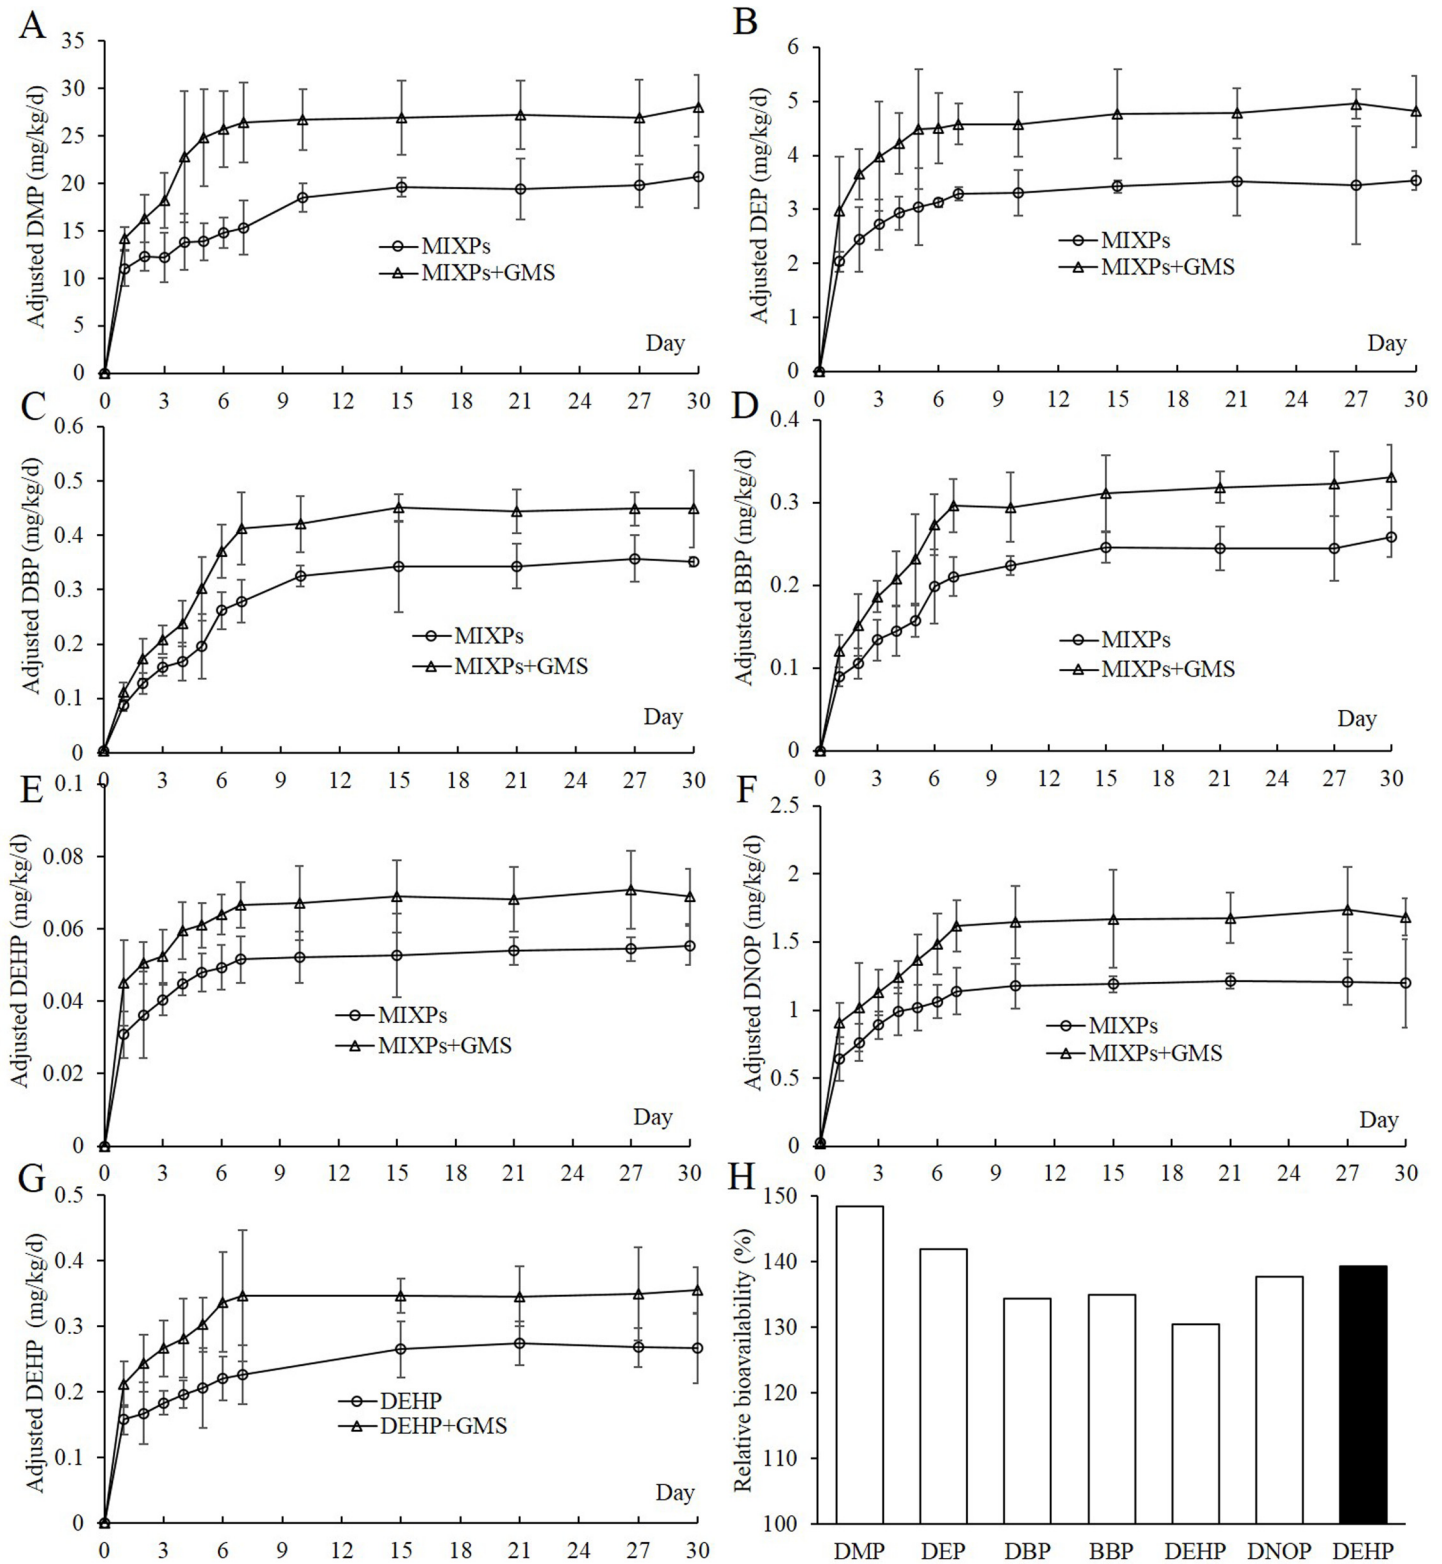 A
Adjusted DMP (mg/kg/d)
35
30
25
20
15
10
5
0
MIXPs
MIXPs+GMS
Day
0 3 6 9 12 15 18 21 24 27 30
B
Adjusted DEP (mg/kg/d)
6
5
4
3
2
1
0
MIXPs
MIXPs+GMS
Day
0 3 6 9 12 15 18 21 24 27 30
C
Adjusted DBP (mg/kg/d)
0.6
0.5
0.4
0.3
0.2
0.1
0
MIXPs
MIXPs+GMS
Day
0 3 6 9 12 15 18 21 24 27 30
D
Adjusted BBP (mg/kg/d)
0.4
0.3
0.2
0.1
0
MIXPs
MIXPs+GMS
Day
0 3 6 9 12 15 18 21 24 27 30
E
Adjusted DEHP (mg/kg/d)
0.1
0.08
0.06
0.04
0.02
0
MIXPs
MIXPs+GMS
Day
0 3 6 9 12 15 18 21 24 27 30
F
Adjusted DNOP (mg/kg/d)
2.5
2
1.5
1
0.5
0
MIXPs
MIXPs+GMS
Day
0 3 6 9 12 15 18 21 24 27 30
G
Adjusted DEHP (mg/kg/d)
0.5
0.4
0.3
0.2
0.1
0
DEHP
DEHP+GMS
Day
0 3 6 9 12 15 18 21 24 27 30
H
Relative bioavailability (%)
150
140
130
120
110
100
DMP DEP DBP BBP DEHP DNOP DEHP